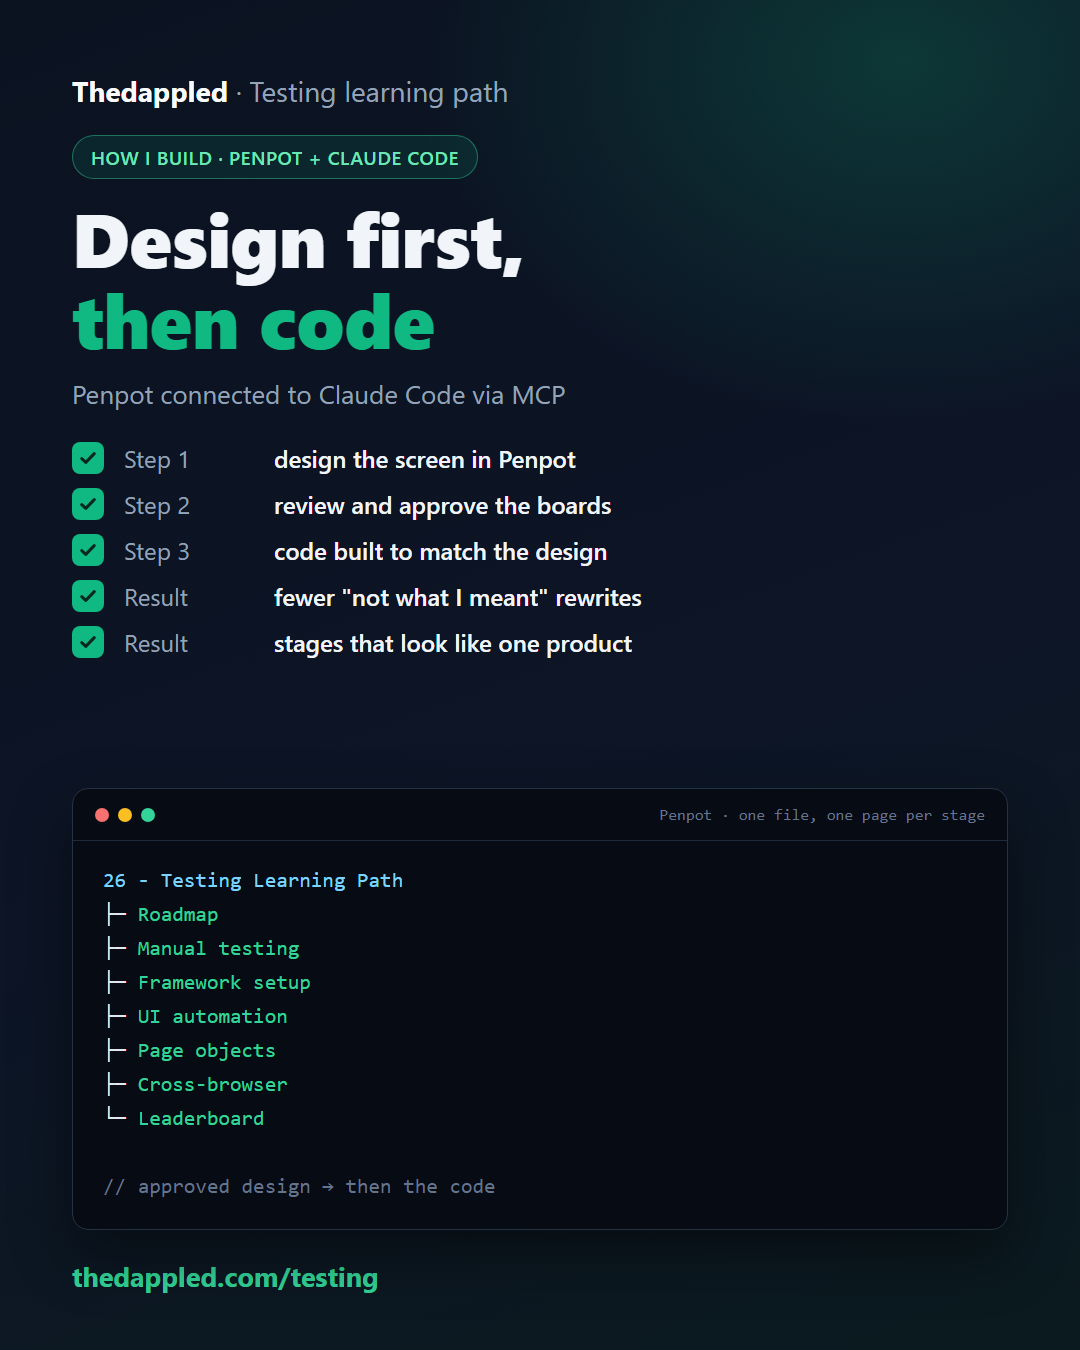 Thedappled · Testing learning path
HOW I BUILD · PENPOT + CLAUDE CODE
Design first,
then code
Penpot connected to Claude Code via MCP
Step 1 design the screen in Penpot
Step 2 review and approve the boards
Step 3 code built to match the design
Result fewer "not what I meant" rewrites
Result stages that look like one product
Penpot · one file, one page per stage
26 - Testing Learning Path
├─ Roadmap
├─ Manual testing
├─ Framework setup
├─ UI automation
├─ Page objects
├─ Cross-browser
└─ Leaderboard
// approved design → then the code
thedappled.com/testing